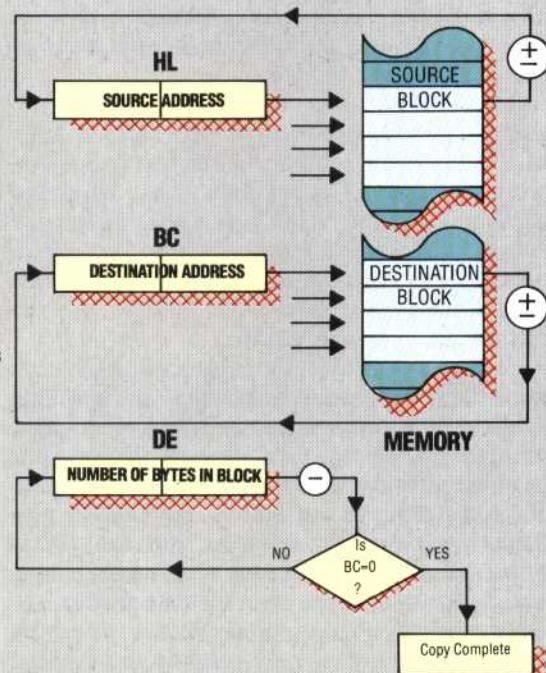 HL
SOURCE ADDRESS
SOURCE
BLOCK
±
BC
DESTINATION ADDRESS
DESTINATION
BLOCK
±
MEMORY
DE
NUMBER OF BYTES IN BLOCK
−
NO
Is
BC=0
?
YES
Copy Complete